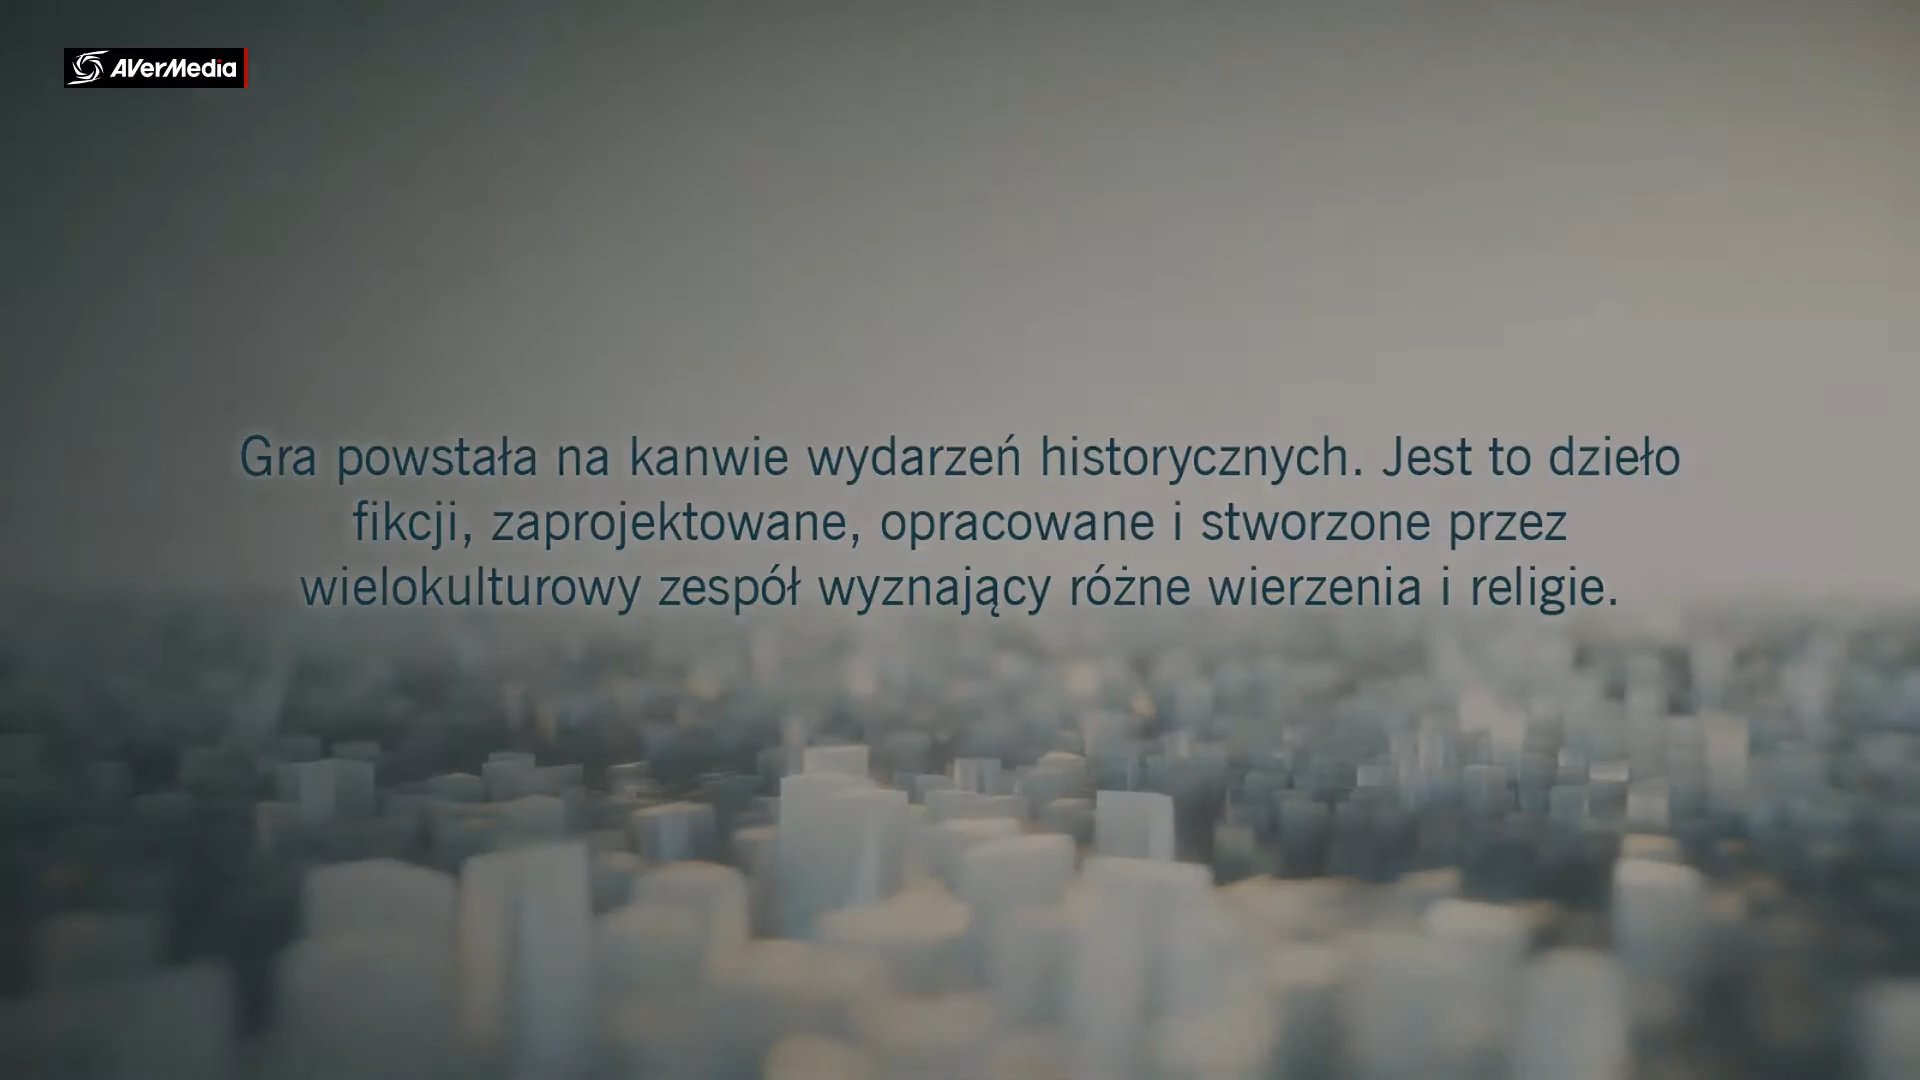 AVerMedia
Gra powstała na kanwie wydarzeń historycznych. Jest to dzieło
fikcji, zaprojektowane, opracowane i stworzone przez
wielokulturowy zespół wyznający różne wierzenia i religie.